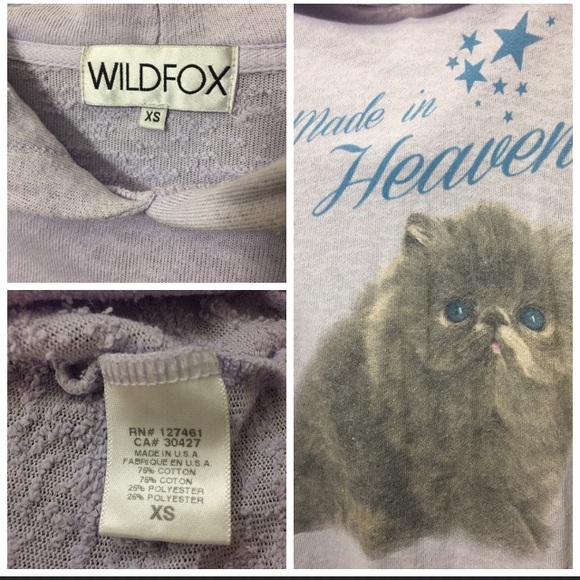 WILDFOX
XS
Made in
Heaven
RN# 127461
CA# 30427
MADE IN U.S.A
FABRIQUE EN U.S.A.
75% COTTON
75% COTON
25% POLYESTER
25% POLYESTER
XS